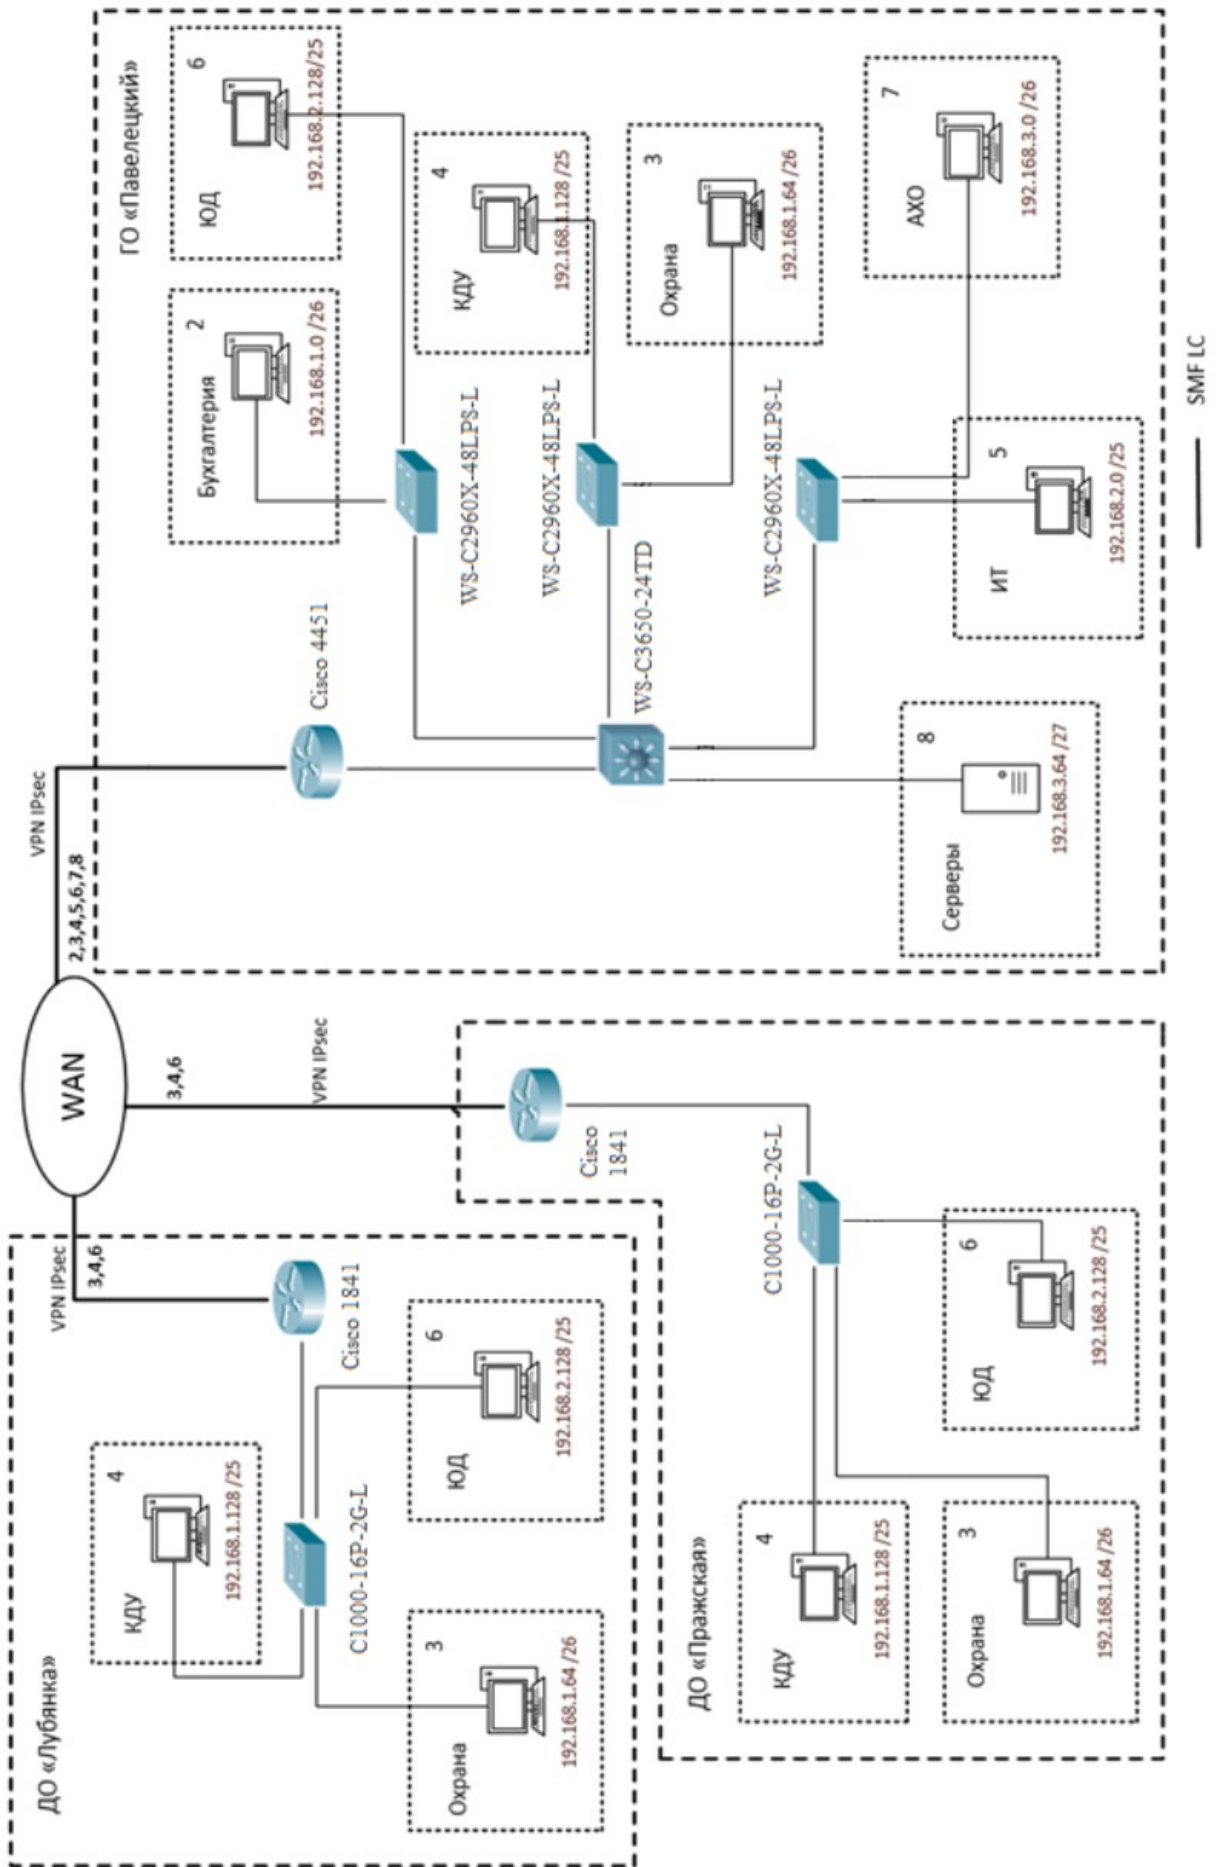 ДО «Лубянка»
VPN IPsec
3,4,6
КДУ
4
192.168.1.128 /25
Cisco 1841
C1000-16P-2G-L
Охрана
3
192.168.1.64 /26
ЮД
6
192.168.2.128 /25
WAN
3,4,6
VPN IPsec
Cisco
1841
ДО «Пражская»
C1000-16P-2G-L
КДУ
4
192.168.1.128 /25
Охрана
3
192.168.1.64 /26
ЮД
6
192.168.2.128 /25
VPN IPsec
2,3,4,5,6,7,8
ГО «Павелецкий»
Cisco 4451
Бухгалтерия
2
192.168.1.0 /26
ЮД
6
192.168.2.128/25
WS-C2960X-48LPS-L
КДУ
4
192.168.1.128 /25
WS-C2960X-48LPS-L
Охрана
3
192.168.1.64 /26
WS-C3650-24TD
WS-C2960X-48LPS-L
АХО
7
192.168.3.0 /26
ИТ
5
192.168.2.0 /25
Серверы
8
192.168.3.64 /27
SMF LC